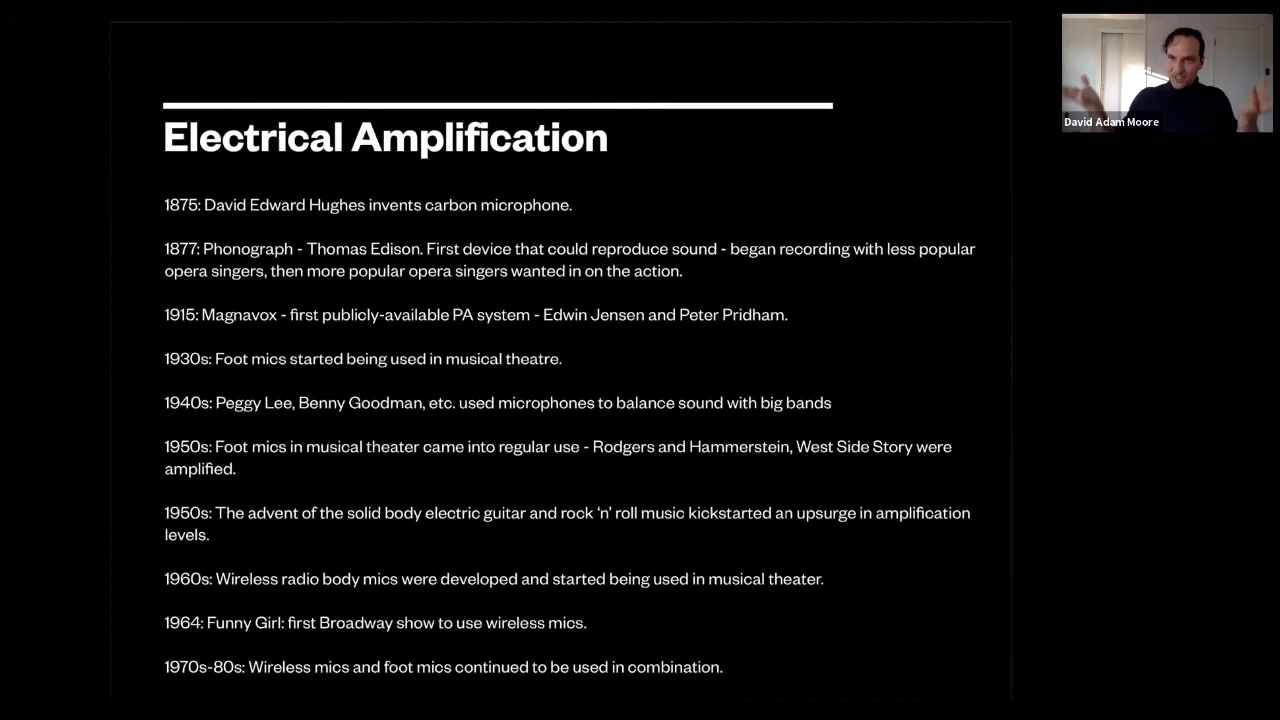 Electrical Amplification
1875: David Edward Hughes invents carbon microphone.
1877: Phonograph - Thomas Edison. First device that could reproduce sound - began recording with less popular
opera singers, then more popular opera singers wanted in on the action.
1915: Magnavox - first publicly-available PA system - Edwin Jensen and Peter Pridham.
1930s: Foot mics started being used in musical theatre.
1940s: Peggy Lee, Benny Goodman, etc. used microphones to balance sound with big bands
1950s: Foot mics in musical theater came into regular use - Rodgers and Hammerstein, West Side Story were
amplified.
1950s: The advent of the solid body electric guitar and rock ‘n’ roll music kickstarted an upsurge in amplification
levels.
1960s: Wireless radio body mics were developed and started being used in musical theater.
1964: Funny Girl: first Broadway show to use wireless mics.
1970s-80s: Wireless mics and foot mics continued to be used in combination.
David Adam Moore